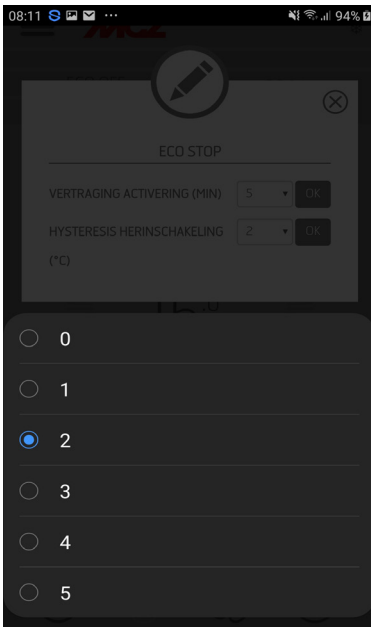 08:11 ... 94%
MCZ
ECO STOP
VERTRAGING ACTIVERING (MIN) 5 OK
HYSTERESIS HERINSCHAKELING 2 OK
(°C)
0
1
2
3
4
5